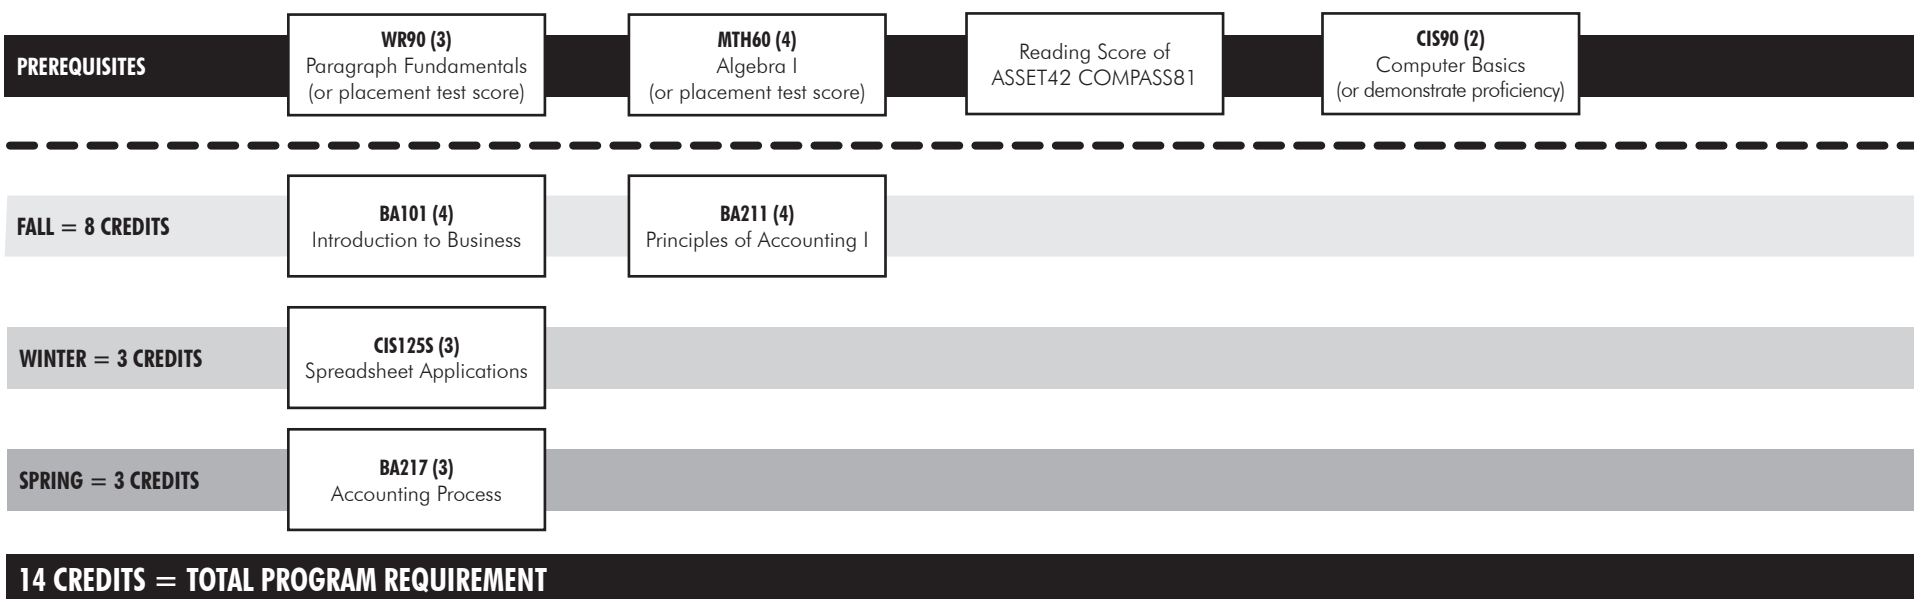 PREREQUISITES
WR90 (3)
Paragraph Fundamentals
(or placement test score)
MTH60 (4)
Algebra I
(or placement test score)
Reading Score of
ASSET42 COMPASS81
CIS90 (2)
Computer Basics
(or demonstrate proficiency)
FALL = 8 CREDITS
BA101 (4)
Introduction to Business
BA211 (4)
Principles of Accounting I
WINTER = 3 CREDITS
CIS125S (3)
Spreadsheet Applications
SPRING = 3 CREDITS
BA217 (3)
Accounting Process
14 CREDITS = TOTAL PROGRAM REQUIREMENT